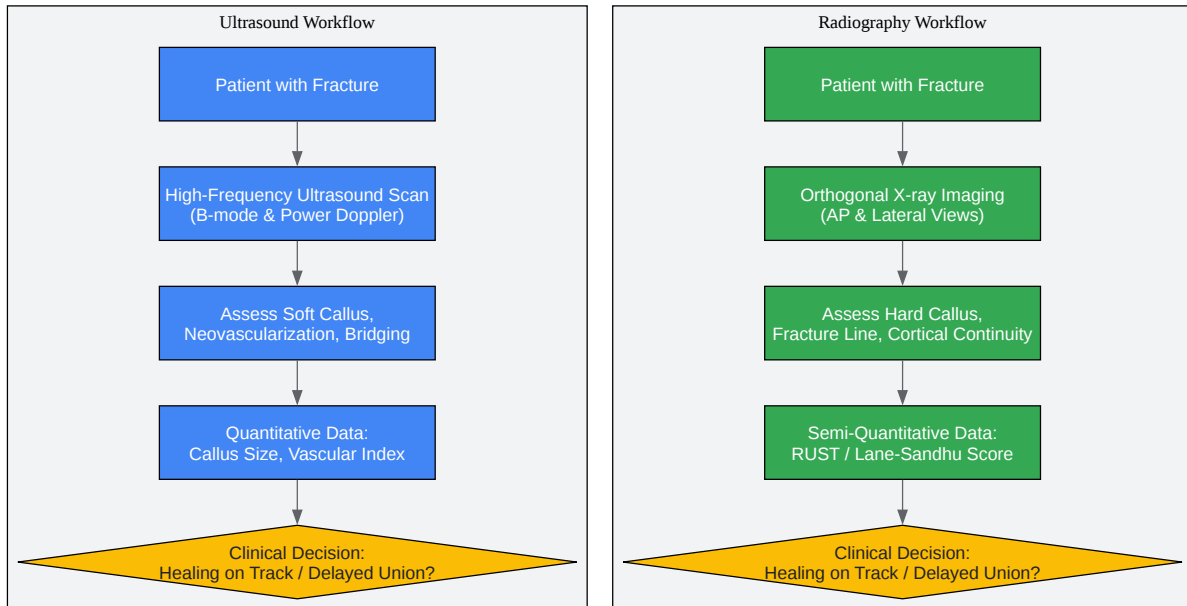 Ultrasound Workflow
Patient with Fracture
High-Frequency Ultrasound Scan
(B-mode & Power Doppler)
Assess Soft Callus,
Neovascularization, Bridging
Quantitative Data:
Callus Size, Vascular Index
Clinical Decision:
Healing on Track / Delayed Union?
Radiography Workflow
Patient with Fracture
Orthogonal X-ray Imaging
(AP & Lateral Views)
Assess Hard Callus,
Fracture Line, Cortical Continuity
Semi-Quantitative Data:
RUST / Lane-Sandhu Score
Clinical Decision:
Healing on Track / Delayed Union?